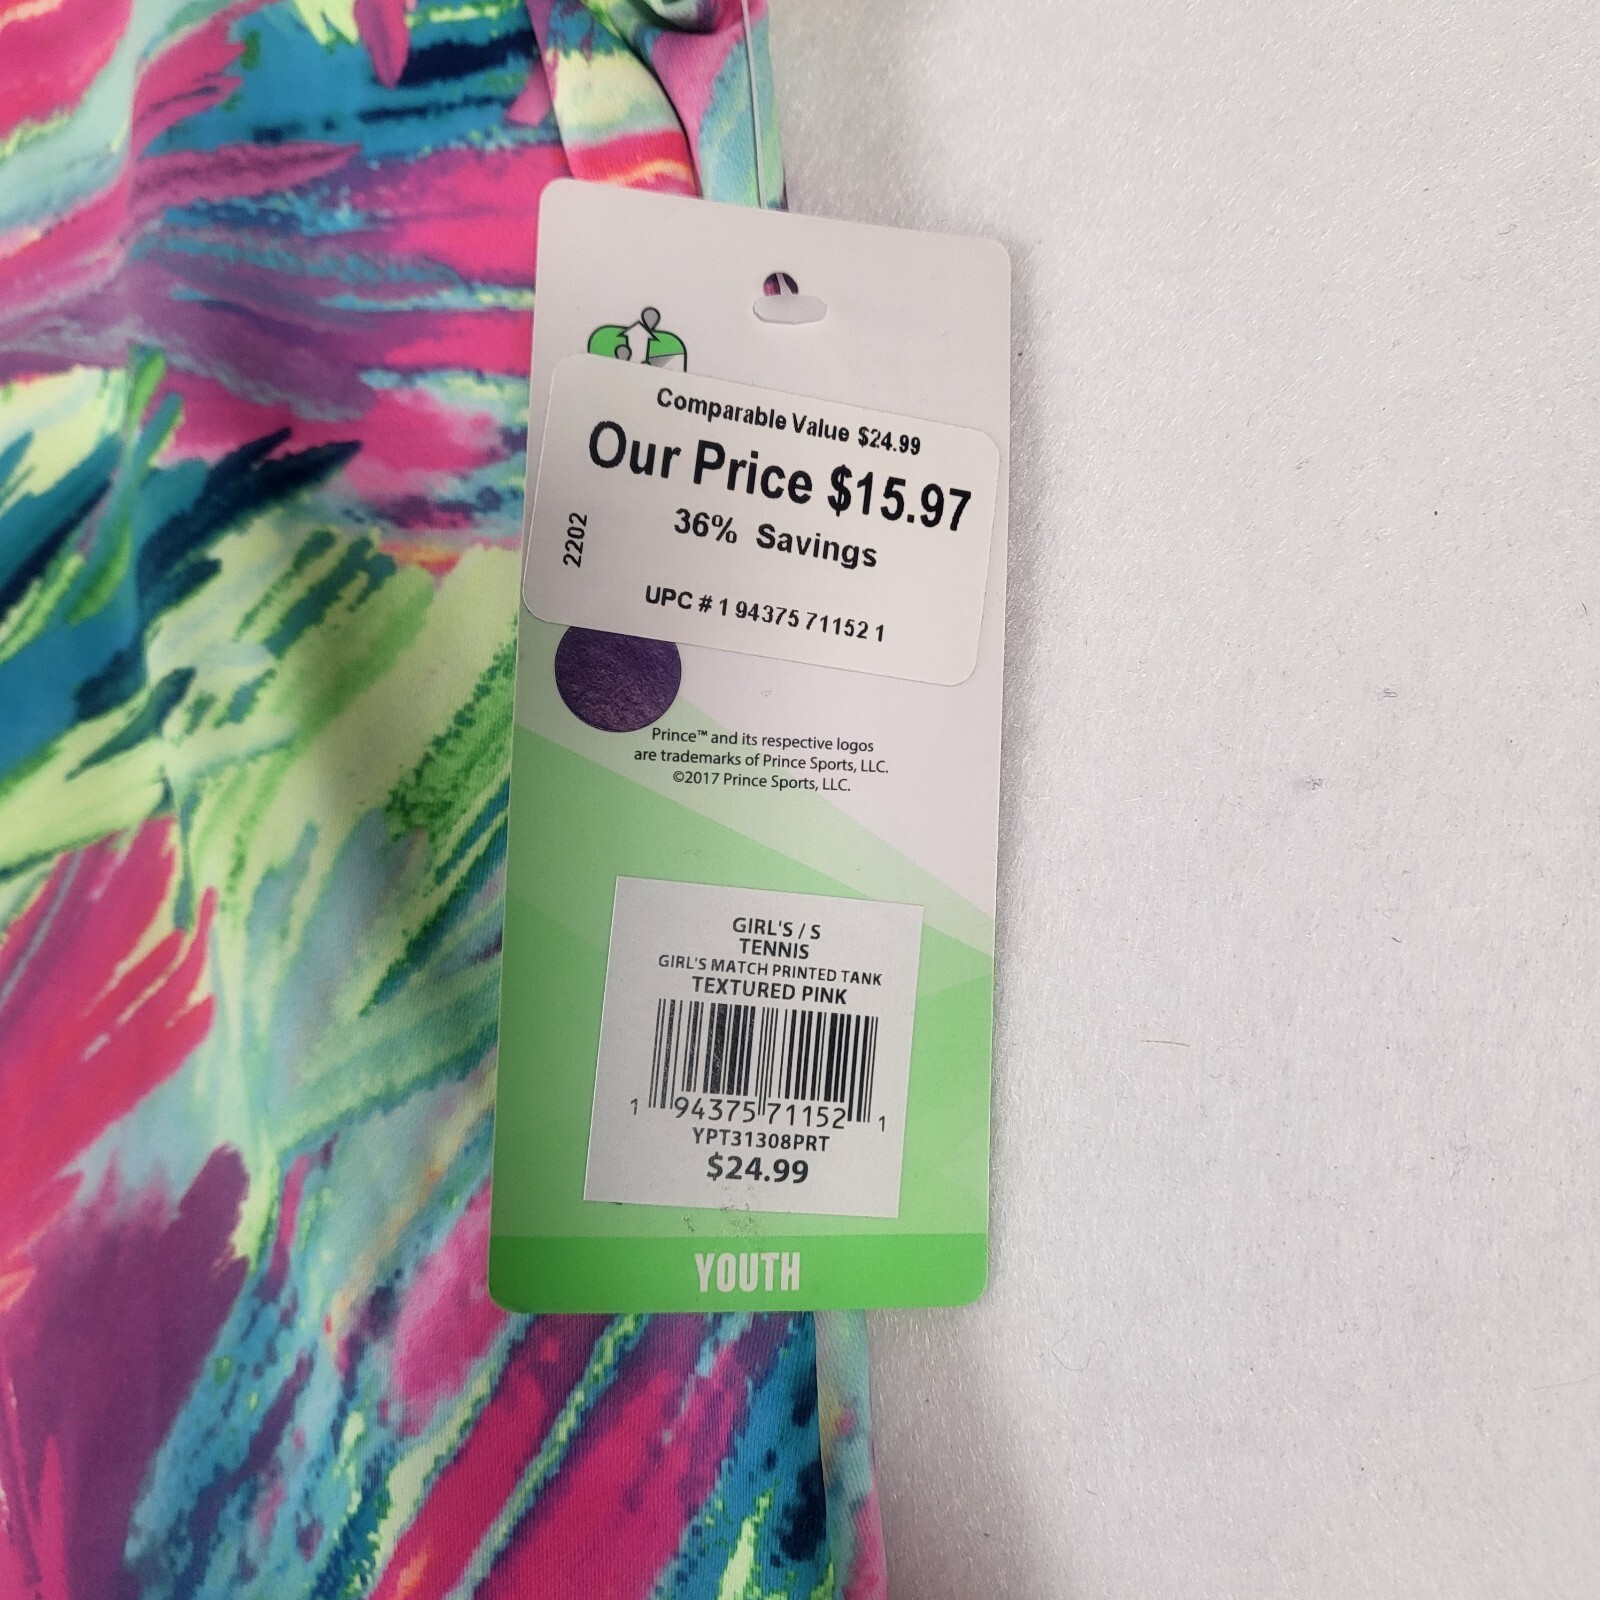 Comparable Value $24.99
Our Price $15.97
36% Savings
2202
UPC # 1 94375 71152 1
Prince™ and its respective logos
are trademarks of Prince Sports, LLC.
©2017 Prince Sports, LLC.
GIRL'S / S
TENNIS
GIRL'S MATCH PRINTED TANK
TEXTURED PINK
1 94375 71152 1
YPT31308PRT
$24.99
YOUTH